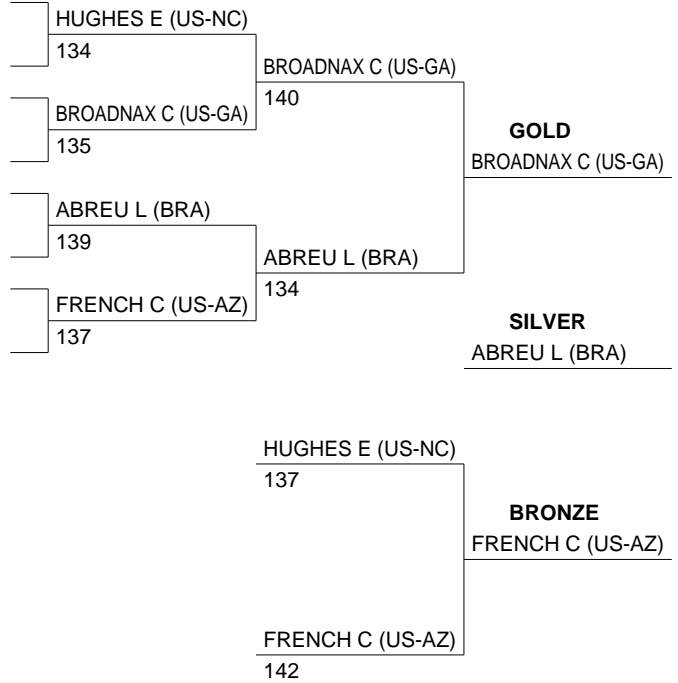 HUGHES E (US-NC)
134
BROADNAX C (US-GA)
140
BROADNAX C (US-GA)
135
GOLD
BROADNAX C (US-GA)
ABREU L (BRA)
139
ABREU L (BRA)
134
FRENCH C (US-AZ)
137
SILVER
ABREU L (BRA)
HUGHES E (US-NC)
137
BRONZE
FRENCH C (US-AZ)
FRENCH C (US-AZ)
142